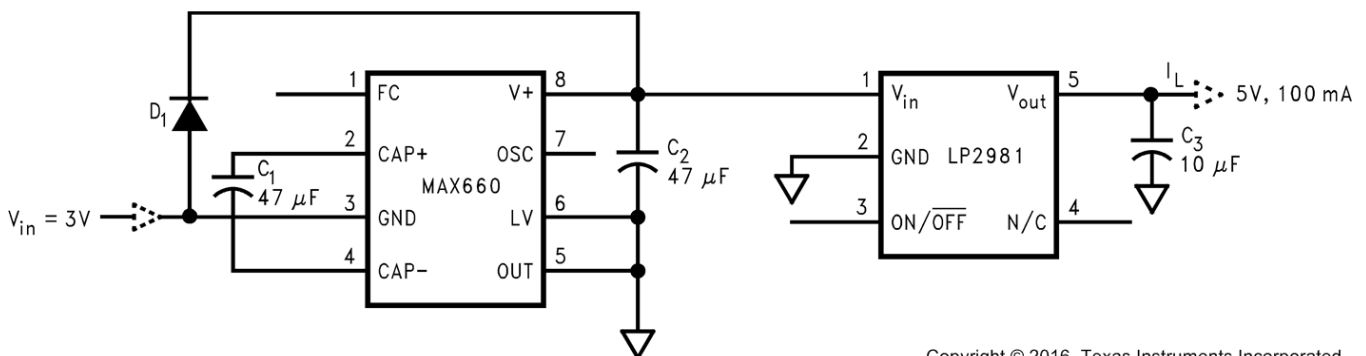 1
FC
V+
8
D1
2
CAP+
OSC
7
C1
47 µF
MAX660
Vin = 3V
3
GND
LV
6
4
CAP-
OUT
5
C2
47 µF
1
Vin
Vout
5
IL
5V, 100 mA
2
GND
LP2981
C3
10 µF
3
ON/OFF
N/C
4
Copyright © 2016, Texas Instruments Incorporated